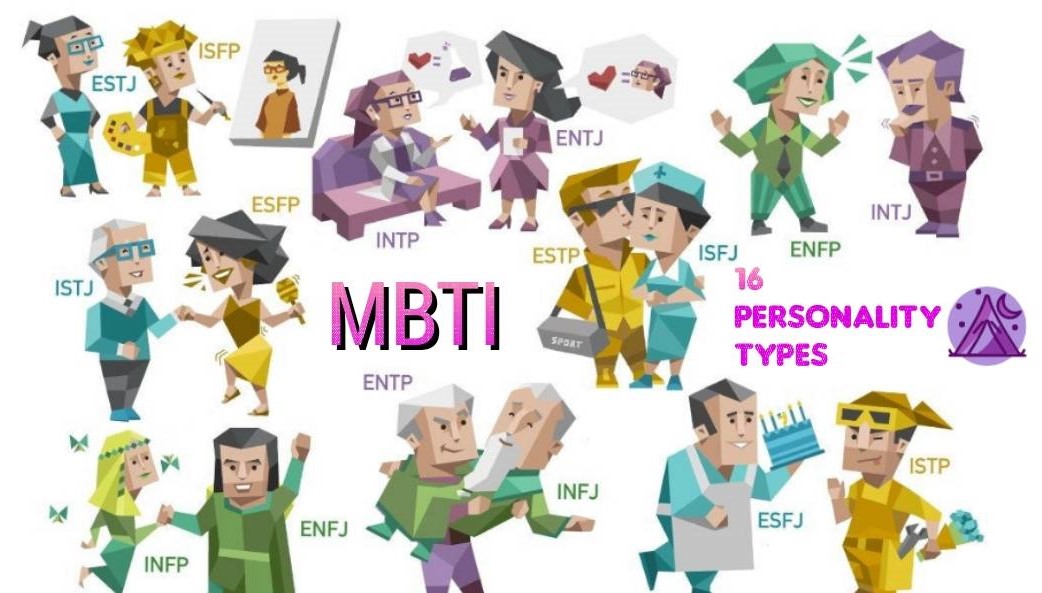 ISFP
ESTJ
ENTJ
ESFP
INTP
INTJ
ENFP
ESTP
ISFJ
ISTJ
MBTI
16
PERSONALITY
TYPES
SPORT
ENTP
ISTP
INFJ
ESFJ
ENFJ
INFP